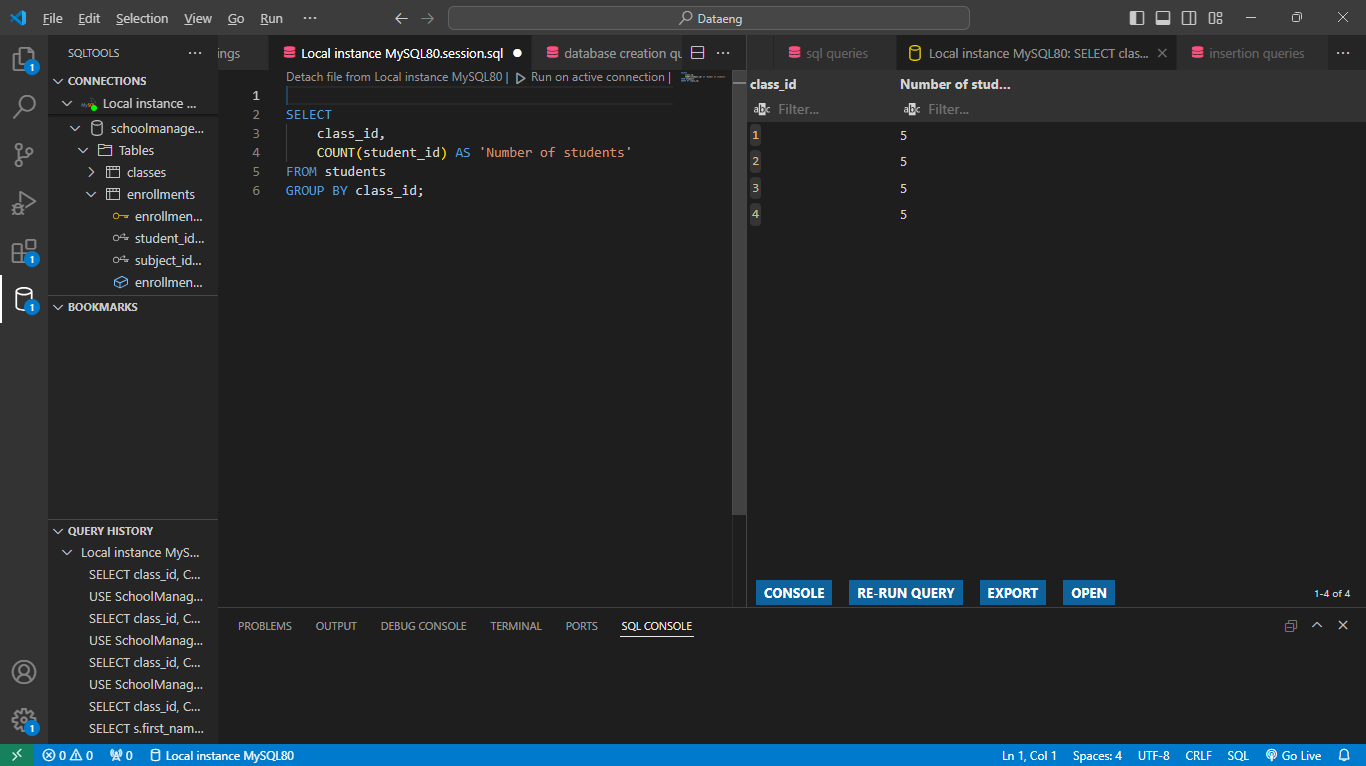 File Edit Selection View Go Run ··· Dataeng
SQLTOOLS ···
CONNECTIONS
Local instance ...
schoolmanage...
Tables
classes
enrollments
enrollmen...
student_id...
subject_id...
enrollmen...
BOOKMARKS
QUERY HISTORY
Local instance MyS...
SELECT class_id, C...
USE SchoolManag...
SELECT class_id, C...
USE SchoolManag...
SELECT class_id, C...
USE SchoolManag...
SELECT class_id, C...
SELECT s.first_nam...
ings Local instance MySQL80.session.sql database creation qu ···
Detach file from Local instance MySQL80 | Run on active connection |
1
2 SELECT
3 class_id,
4 COUNT(student_id) AS 'Number of students'
5 FROM students
6 GROUP BY class_id;
sql queries Local instance MySQL80: SELECT clas... insertion queries ···
class_id Number of stud...
abc Filter... abc Filter...
1 5
2 5
3 5
4 5
CONSOLE RE-RUN QUERY EXPORT OPEN 1-4 of 4
PROBLEMS OUTPUT DEBUG CONSOLE TERMINAL PORTS SQL CONSOLE
1
1
1
1
0 0 0 Local instance MySQL80 Ln 1, Col 1 Spaces: 4 UTF-8 CRLF SQL Go Live